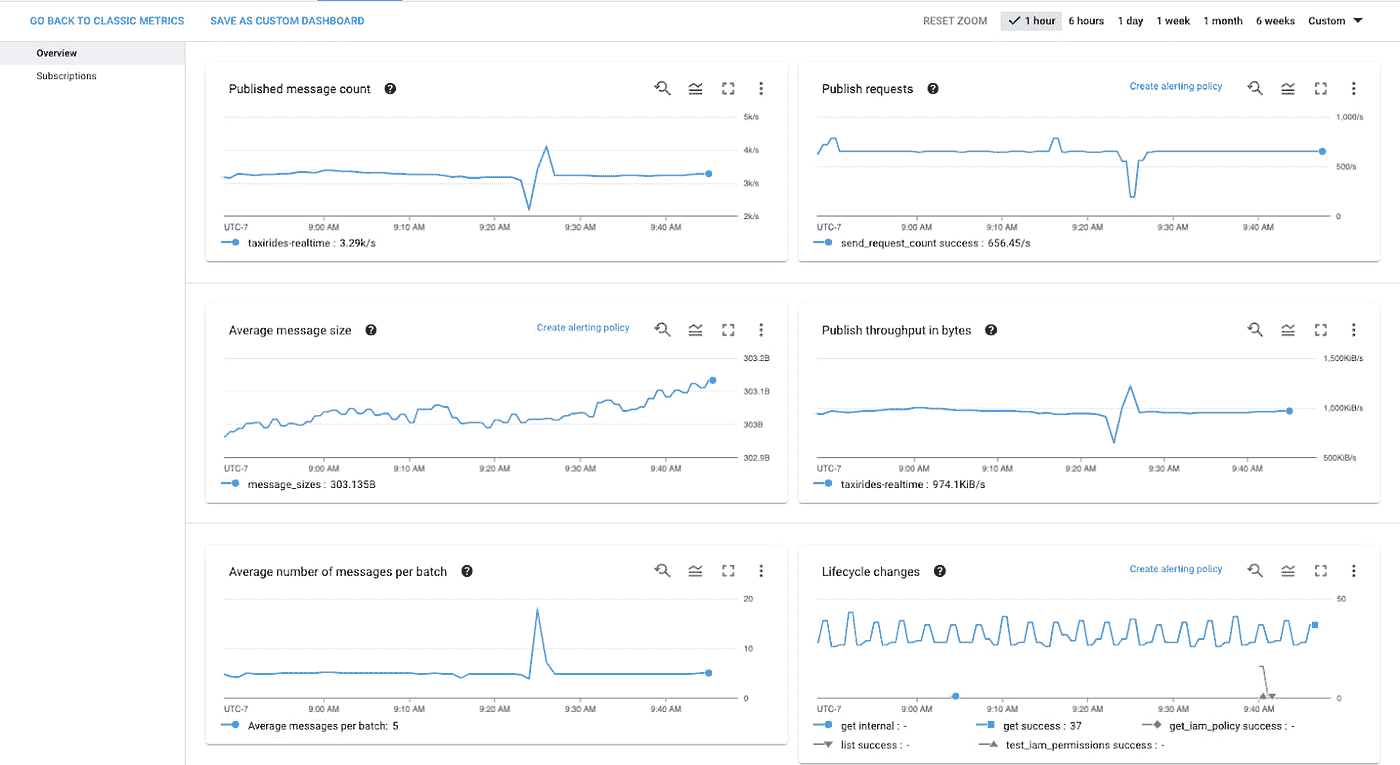 GO BACK TO CLASSIC METRICS SAVE AS CUSTOM DASHBOARD RESET ZOOM 1 hour 6 hours 1 day 1 week 1 month 6 weeks Custom
Overview
Subscriptions
Published message count
5k/s
4k/s
3k/s
2k/s
UTC-7 9:00 AM 9:10 AM 9:20 AM 9:30 AM 9:40 AM
taxirides-realtime : 3.29k/s
Publish requests Create alerting policy
1,000/s
500/s
0
UTC-7 9:00 AM 9:10 AM 9:20 AM 9:30 AM 9:40 AM
send_request_count success : 656.45/s
Average message size Create alerting policy
303.2B
303.1B
303B
302.9B
UTC-7 9:00 AM 9:10 AM 9:20 AM 9:30 AM 9:40 AM
message_sizes : 303.135B
Publish throughput in bytes
1,500KiB/s
1,000KiB/s
500KiB/s
UTC-7 9:00 AM 9:10 AM 9:20 AM 9:30 AM 9:40 AM
taxirides-realtime : 974.1KiB/s
Average number of messages per batch
20
10
0
UTC-7 9:00 AM 9:10 AM 9:20 AM 9:30 AM 9:40 AM
Average messages per batch: 5
Lifecycle changes Create alerting policy
50
0
UTC-7 9:00 AM 9:10 AM 9:20 AM 9:30 AM 9:40 AM
get internal : - get success : 37 get_iam_policy success : -
list success : - test_iam_permissions success : -